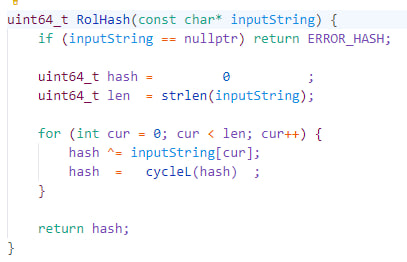 uint64_t RolHash(const char* inputString) {
    if (inputString == nullptr) return ERROR_HASH;
    uint64_t hash =         0          ;
    uint64_t len  = strlen(inputString);
    for (int cur = 0; cur < len; cur++) {
        hash ^= inputString[cur];
        hash  =   cycleL(hash)  ;
    }
    return hash;
}